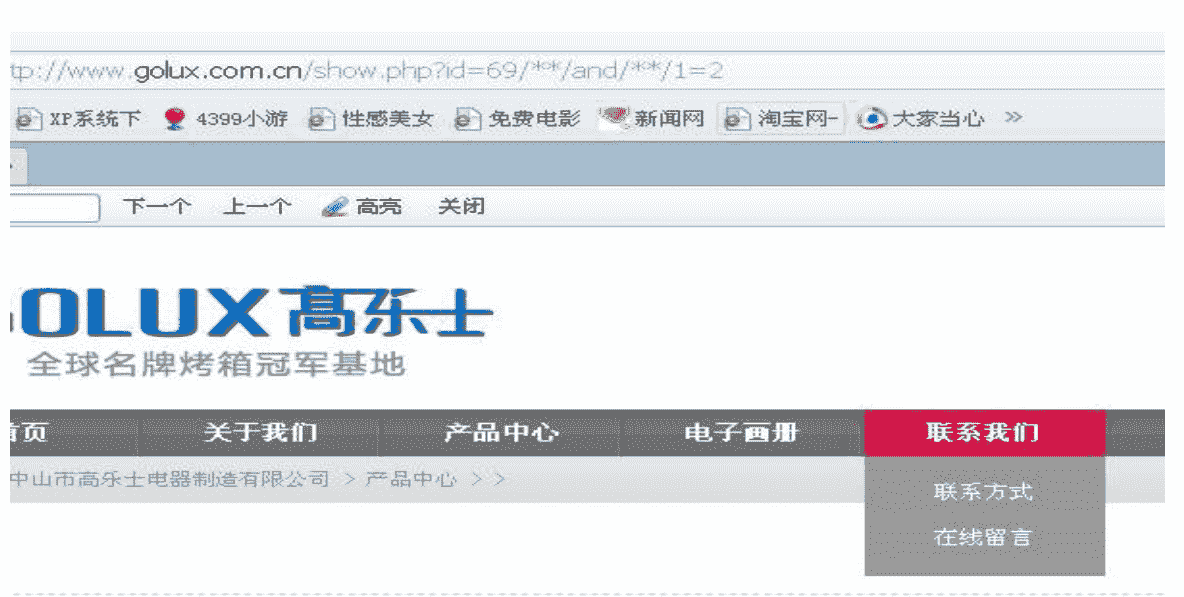 tp://www.golux.com.cn/show.php?id=69/**/and/**/1=2
XP系统下 4399小游 性感美女 免费电影 新闻网 淘宝网- 大家当心 »
下一个 上一个 高亮 关闭
GOLUX高乐士
全球名牌烤箱冠军基地
首页 关于我们 产品中心 电子画册 联系我们
中山市高乐士电器制造有限公司 > 产品中心 > >
联系方式
在线留言